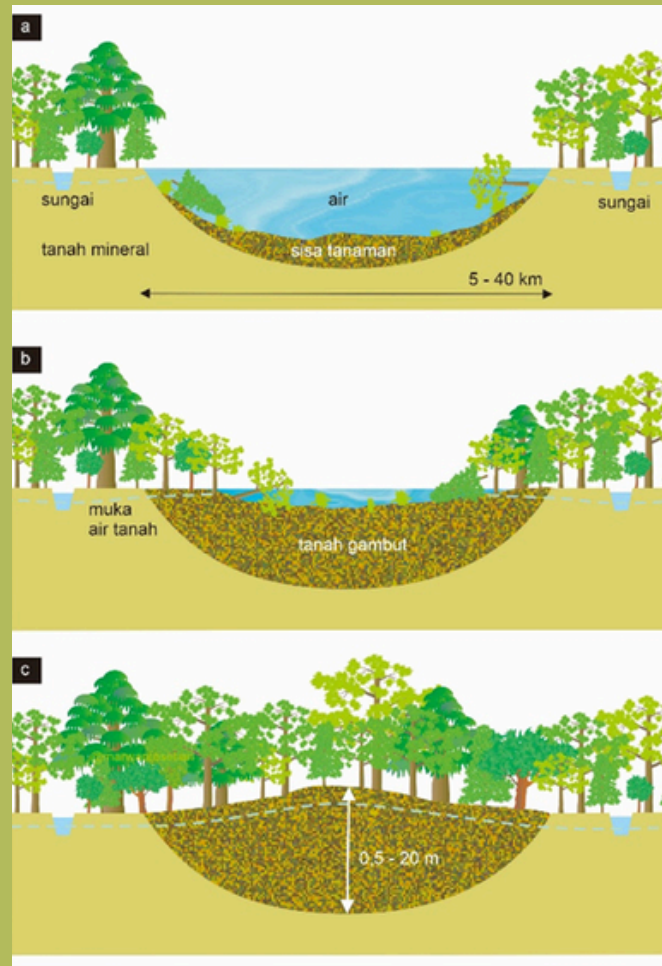 a
sungai
air
sungai
tanah mineral
sisa tanaman
5 - 40 km
b
muka
air tanah
tanah gambut
c
0,5 - 20 m